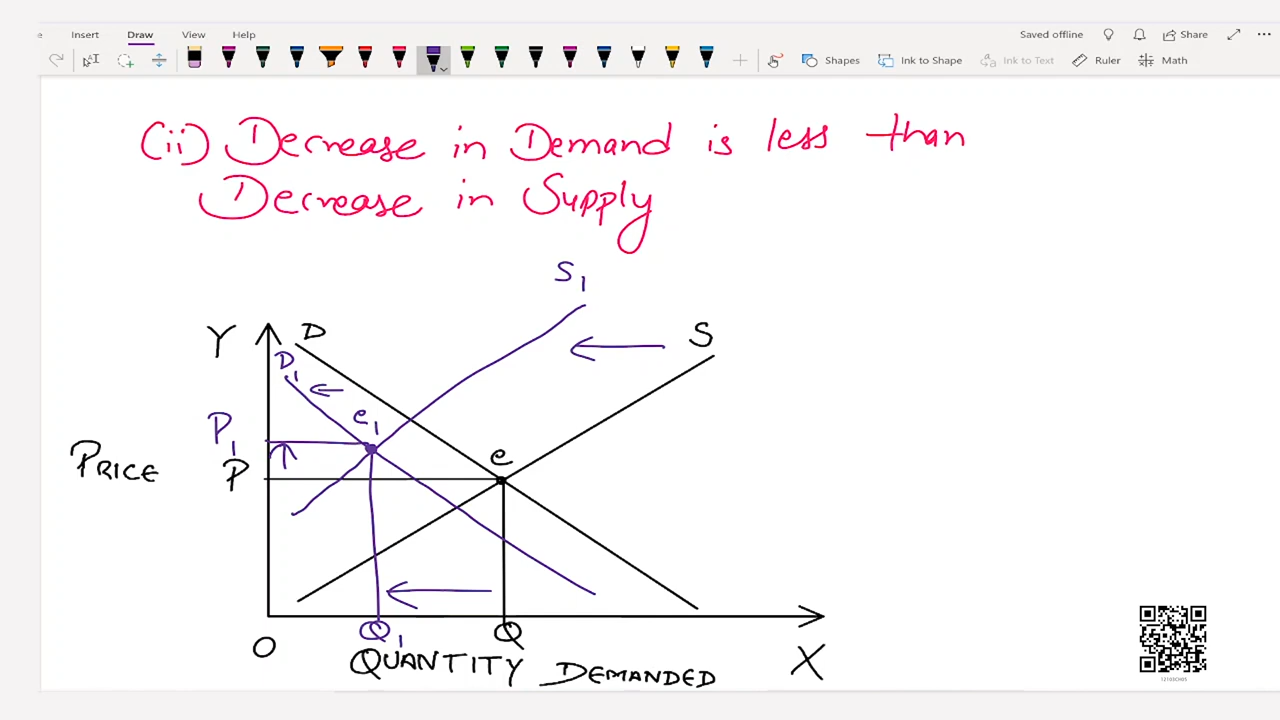 Insert Draw View Help Saved offline Share
Shapes Ink to Shape Ink to Text Ruler Math
(ii) Decrease in Demand is less than
Decrease in Supply
S1
Y D S
D1
e1
P1 e
PRICE P
Q1 Q
O QUANTITY DEMANDED X
12103CH05